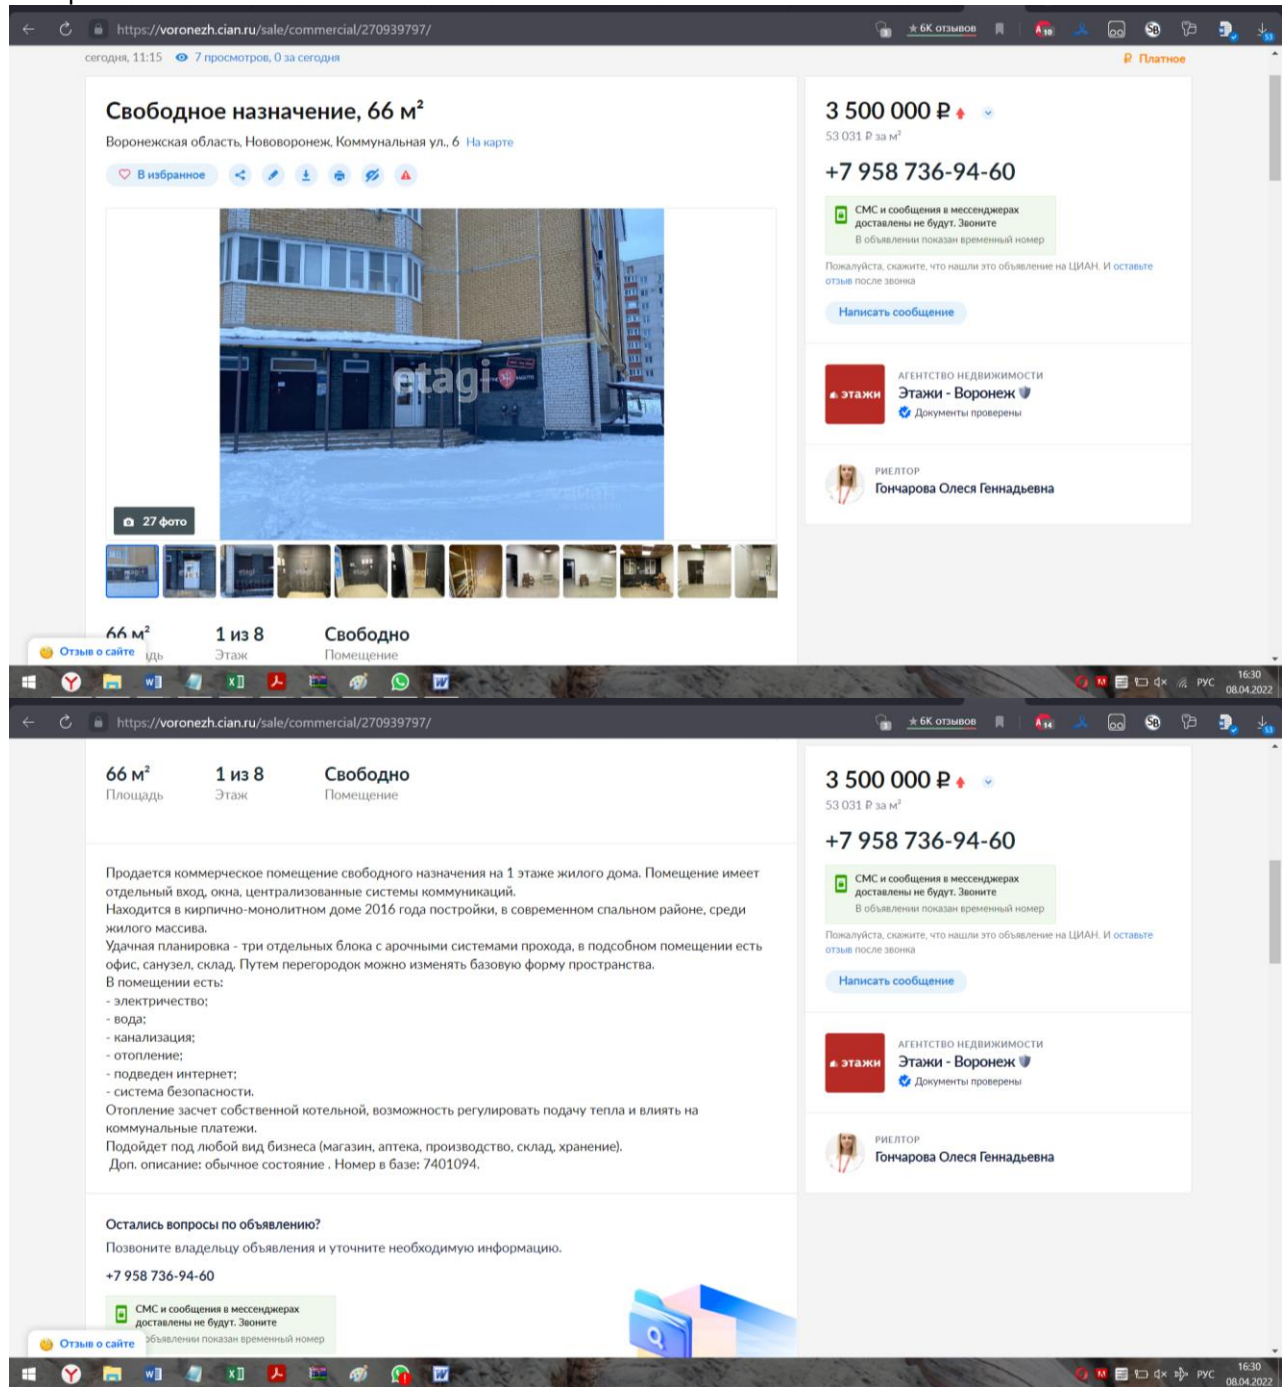 https://voronezh.cian.ru/sale/commercial/270939797/
★ 6К отзывов
сегодня, 11:15 7 просмотров, 0 за сегодня
₽ Платное
Свободное назначение, 66 м²
Воронежская область, Нововоронеж, Коммунальная ул., 6 На карте
В избранное
etagi
27 фото
66 м²
1 из 8
Свободно
Этаж
Помещение
Отзыв о сайте
3 500 000 ₽
53 031 ₽ за м²
+7 958 736-94-60
СМС и сообщения в мессенджерах
доставлены не будут. Звоните
В объявлении показан временный номер
Пожалуйста, скажите, что нашли это объявление на ЦИАН. И оставьте
отзыв после звонка
Написать сообщение
этажи
АГЕНТСТВО НЕДВИЖИМОСТИ
Этажи - Воронеж
Документы проверены
РИЕЛТОР
Гончарова Олеся Геннадьевна
РУС
16:30
08.04.2022
https://voronezh.cian.ru/sale/commercial/270939797/
★ 6К отзывов
66 м²
1 из 8
Свободно
Площадь
Этаж
Помещение
Продается коммерческое помещение свободного назначения на 1 этаже жилого дома. Помещение имеет
отдельный вход, окна, централизованные системы коммуникаций.
Находится в кирпично-монолитном доме 2016 года постройки, в современном спальном районе, среди
жилого массива.
Удачная планировка - три отдельных блока с арочными системами прохода, в подсобном помещении есть
офис, санузел, склад. Путем перегородок можно изменять базовую форму пространства.
В помещении есть:
- электричество;
- вода;
- канализация;
- отопление;
- подведен интернет;
- система безопасности.
Отопление засчет собственной котельной, возможность регулировать подачу тепла и влиять на
коммунальные платежи.
Подойдет под любой вид бизнеса (магазин, аптека, производство, склад, хранение).
Доп. описание: обычное состояние . Номер в базе: 7401094.
Остались вопросы по объявлению?
Позвоните владельцу объявления и уточните необходимую информацию.
+7 958 736-94-60
СМС и сообщения в мессенджерах
доставлены не будут. Звоните
объявлении показан временный номер
Отзыв о сайте
3 500 000 ₽
53 031 ₽ за м²
+7 958 736-94-60
СМС и сообщения в мессенджерах
доставлены не будут. Звоните
В объявлении показан временный номер
Пожалуйста, скажите, что нашли это объявление на ЦИАН. И оставьте
отзыв после звонка
Написать сообщение
этажи
АГЕНТСТВО НЕДВИЖИМОСТИ
Этажи - Воронеж
Документы проверены
РИЕЛТОР
Гончарова Олеся Геннадьевна
РУС
16:30
08.04.2022